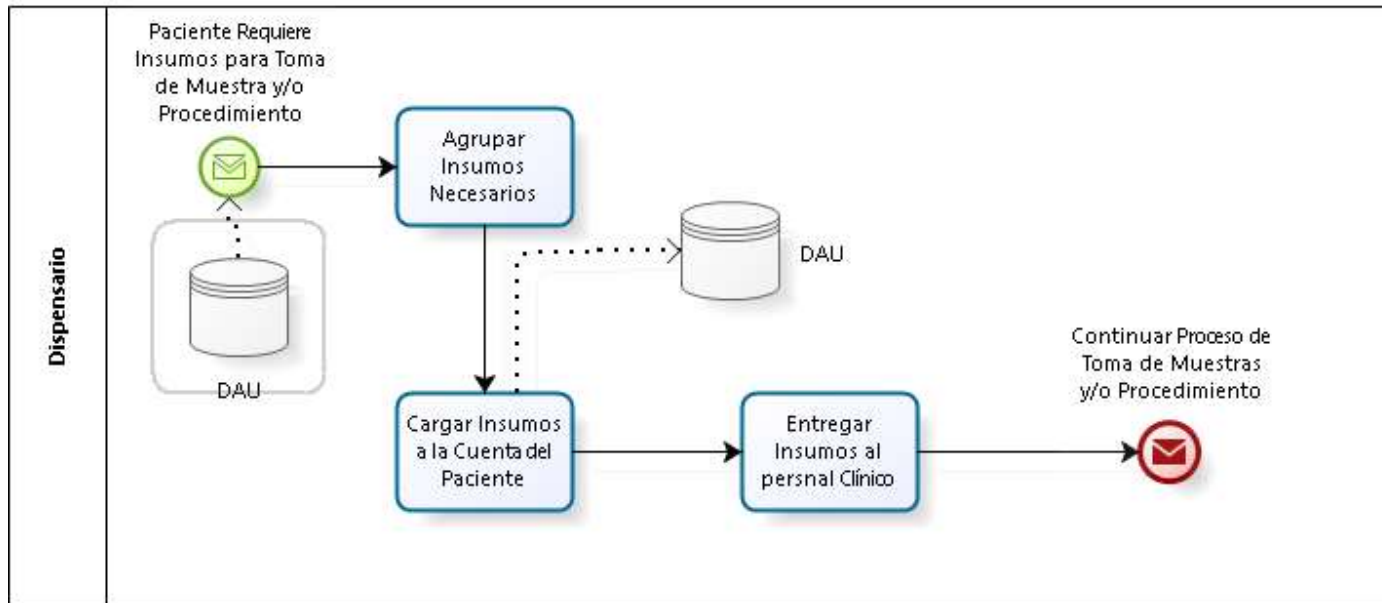 Dispensario
Paciente Requiere
Insumos para Toma
de Muestra y/o
Procedimiento
DAU
Agrupar
Insumos
Necesarios
DAU
Cargar Insumos
a la Cuenta del
Paciente
Entregar
Insumos al
persnal Clínico
Continuar Proceso de
Toma de Muestras
y/o Procedimiento